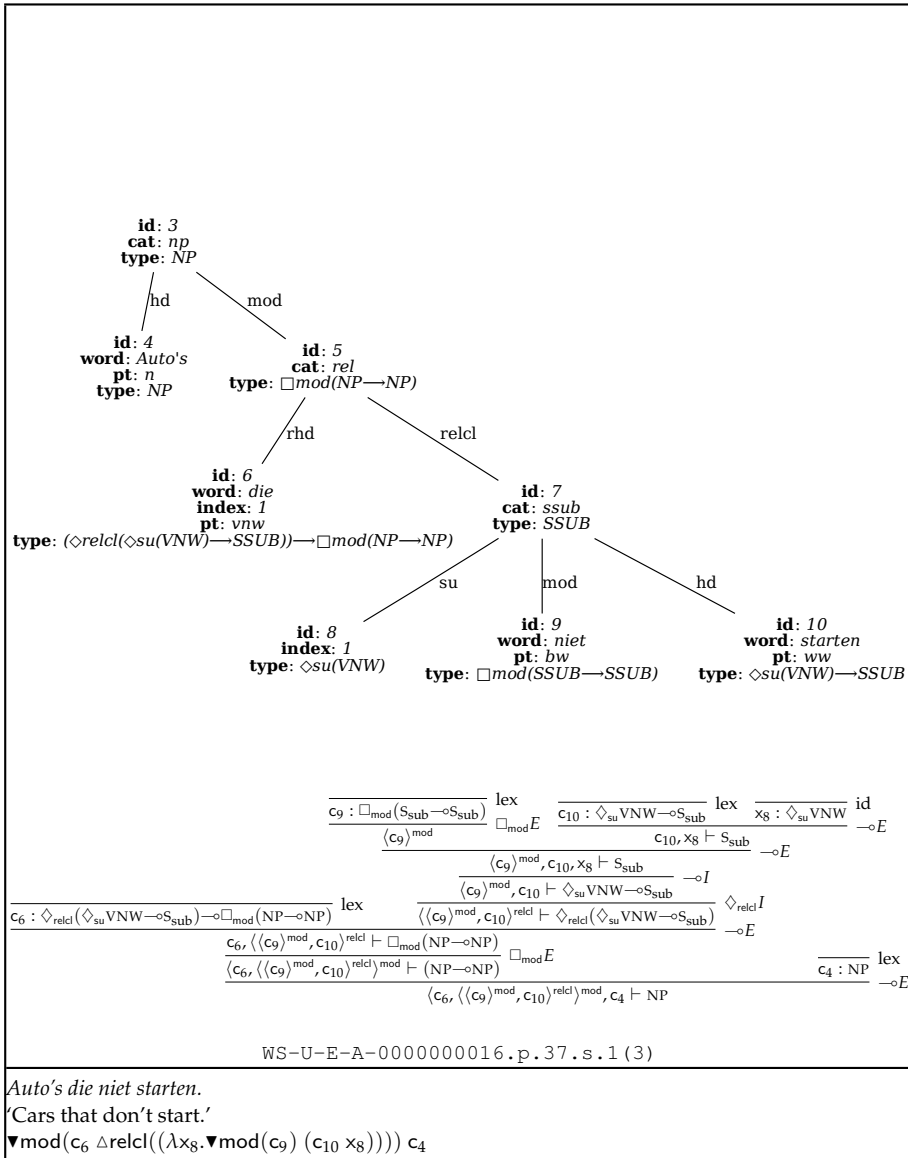 id: 3
cat: np
type: NP
hd
mod
id: 4
word: Auto's
pt: n
type: NP
id: 5
cat: rel
type: □mod(NP⟶NP)
rhd
relcl
id: 6
word: die
index: 1
pt: vnw
type: (◇relcl(◇su(VNW)⟶SSUB))⟶□mod(NP⟶NP)
id: 7
cat: ssub
type: SSUB
su
mod
hd
id: 8
index: 1
type: ◇su(VNW)
id: 9
word: niet
pt: bw
type: □mod(SSUB⟶SSUB)
id: 10
word: starten
pt: ww
type: ◇su(VNW)⟶SSUB
c₉ : □mod(Ssub⊸Ssub) lex c₁₀ : ◇suVNW⊸Ssub lex x₈ : ◇suVNW id
⟨c₉⟩mod □modE c₁₀, x₈ ⊢ Ssub ⊸E
⟨c₉⟩mod, c₁₀, x₈ ⊢ Ssub ⊸E
⟨c₉⟩mod, c₁₀ ⊢ ◇suVNW⊸Ssub ⊸I
c₆ : ◇relcl(◇suVNW⊸Ssub)⊸□mod(NP⊸NP) lex ⟨⟨c₉⟩mod, c₁₀⟩relcl ⊢ ◇relcl(◇suVNW⊸Ssub) ◇relclI
c₆, ⟨⟨c₉⟩mod, c₁₀⟩relcl ⊢ □mod(NP⊸NP) ⊸E
⟨c₆, ⟨⟨c₉⟩mod, c₁₀⟩relcl⟩mod ⊢ (NP⊸NP) □modE c₄ : NP lex
⟨c₆, ⟨⟨c₉⟩mod, c₁₀⟩relcl⟩mod, c₄ ⊢ NP ⊸E
WS-U-E-A-0000000016.p.37.s.1(3)
Auto's die niet starten.
‘Cars that don't start.’
▼mod(c₆ △relcl((λx₈.▼mod(c₉) (c₁₀ x₈)))) c₄